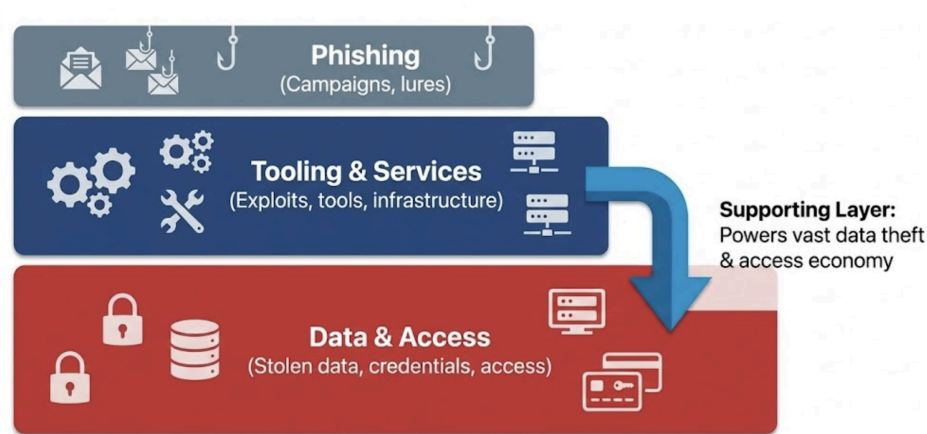 Phishing
(Campaigns, lures)
Tooling & Services
(Exploits, tools, infrastructure)
Supporting Layer:
Powers vast data theft
& access economy
Data & Access
(Stolen data, credentials, access)